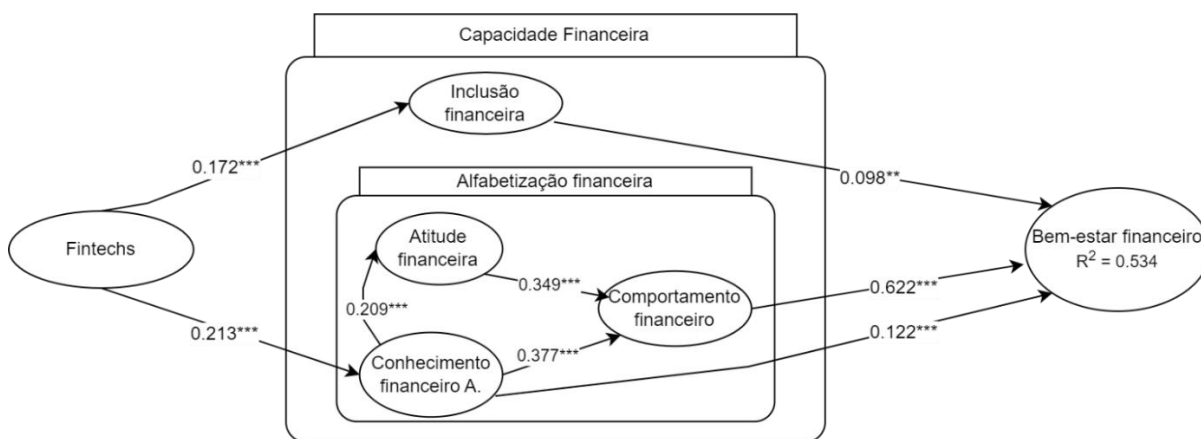 Capacidade Financeira
Inclusão
financeira
0.172***
0.098**
Alfabetização financeira
Fintechs
Atitude
financeira
Bem-estar financeiro
R² = 0.534
0.349***
0.622***
Comportamento
financeiro
0.209***
0.213***
0.122***
0.377***
Conhecimento
financeiro A.